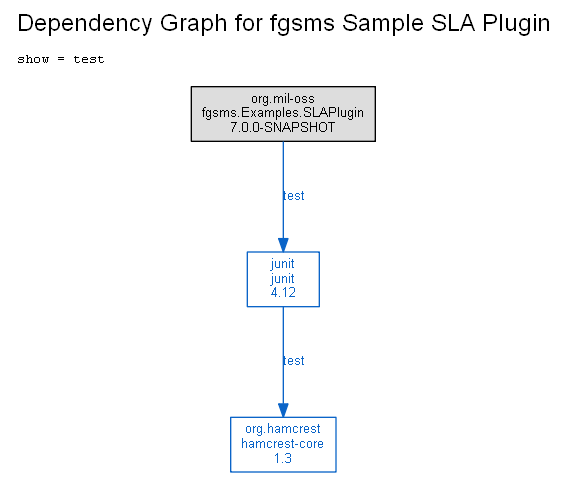 Dependency Graph for fgsms Sample SLA Plugin
show = test
org.mil-oss
fgsms.Examples.SLAPlugin
7.0.0-SNAPSHOT
test
junit
junit
4.12
test
org.hamcrest
hamcrest-core
1.3